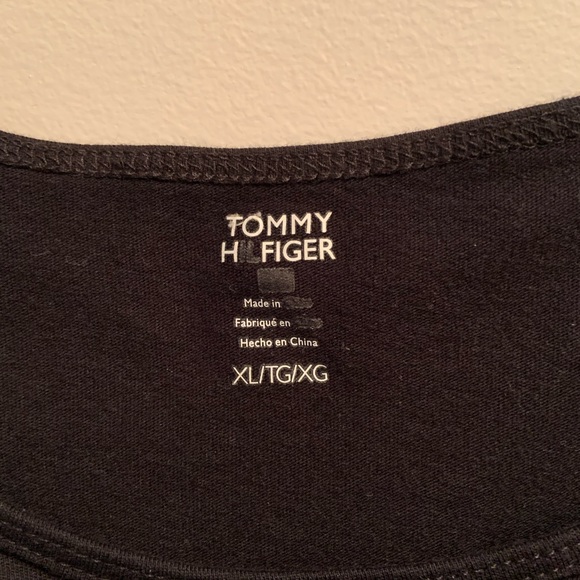 TOMMY
HILFIGER
Made in
Fabriqué en
Hecho en China
XL/TG/XG